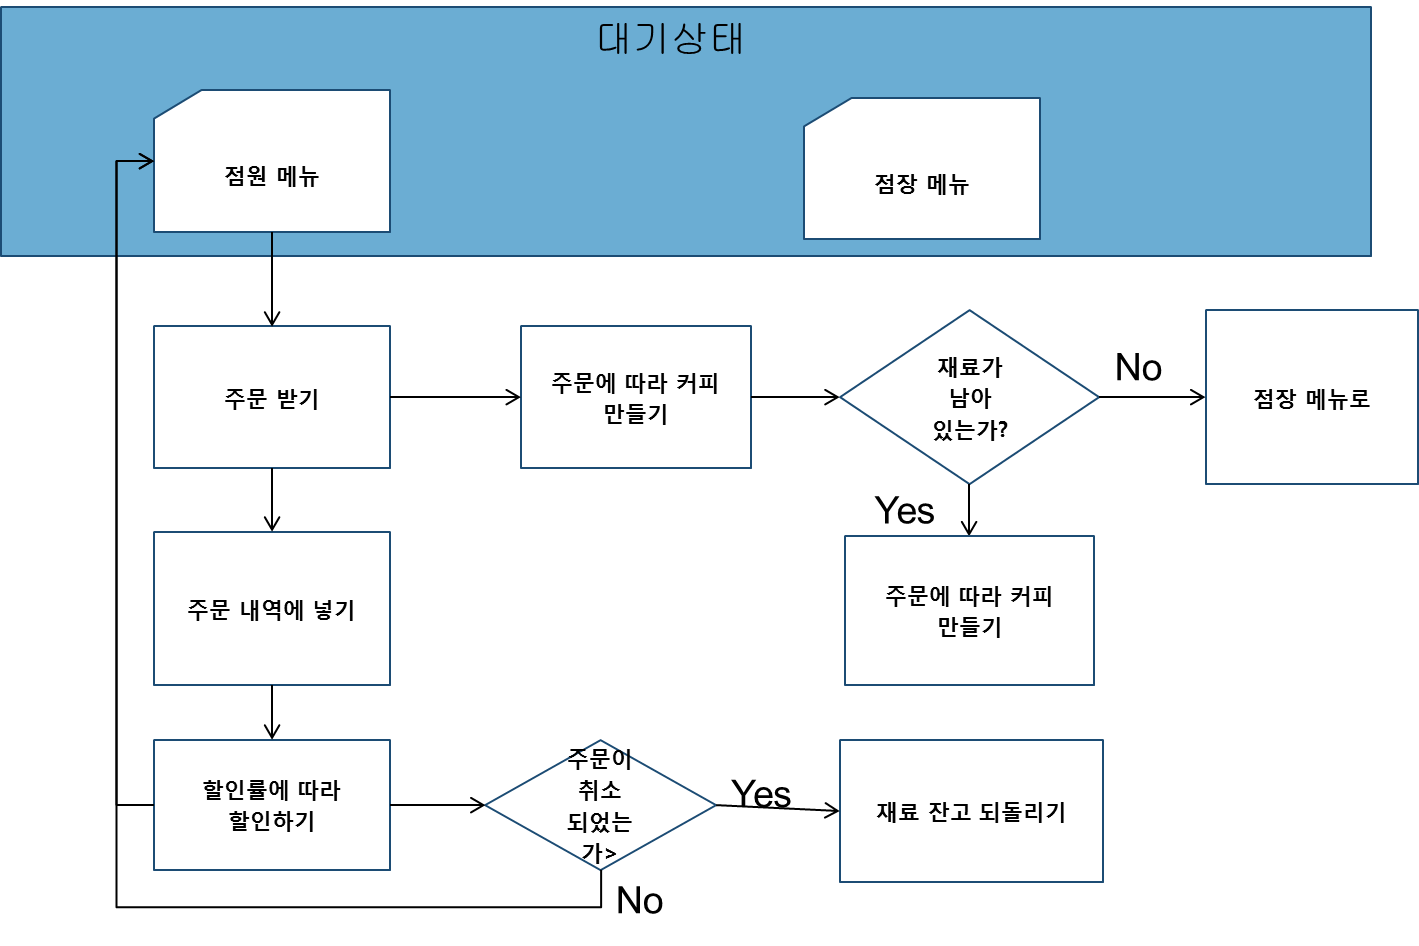 대기상태
점원 메뉴
점장 메뉴
주문 받기
주문에 따라 커피
만들기
재료가
남아
있는가?
No
점장 메뉴로
Yes
주문 내역에 넣기
주문에 따라 커피
만들기
할인률에 따라
할인하기
주문이
취소
되었는
가>
Yes
재료 잔고 되돌리기
No